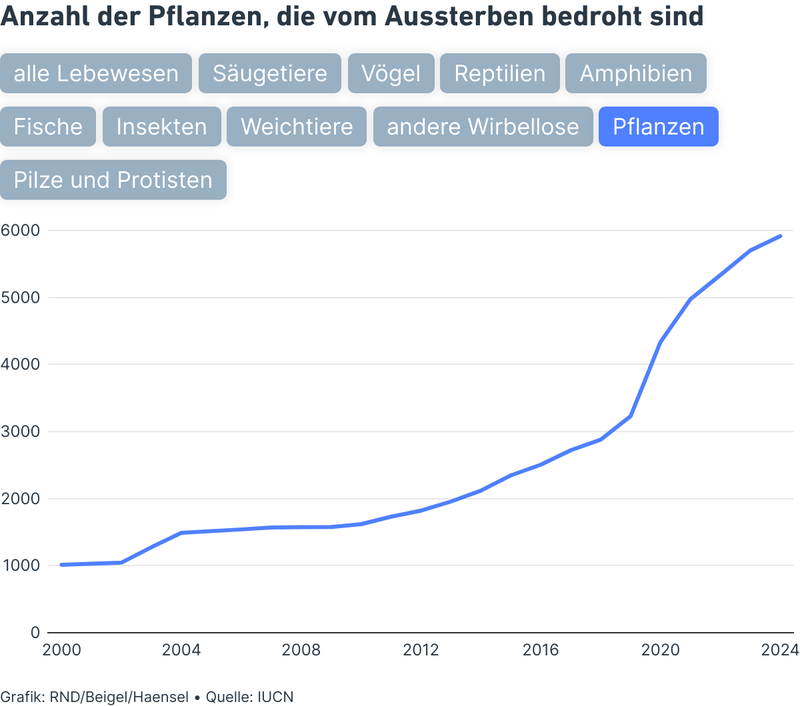 Anzahl der Pflanzen, die vom Aussterben bedroht sind
alle Lebewesen Säugetiere Vögel Reptilien Amphibien
Fische Insekten Weichtiere andere Wirbellose Pflanzen
Pilze und Protisten
6000
5000
4000
3000
2000
1000
0
2000 2004 2008 2012 2016 2020 2024
Grafik: RND/Beigel/Haensel • Quelle: IUCN